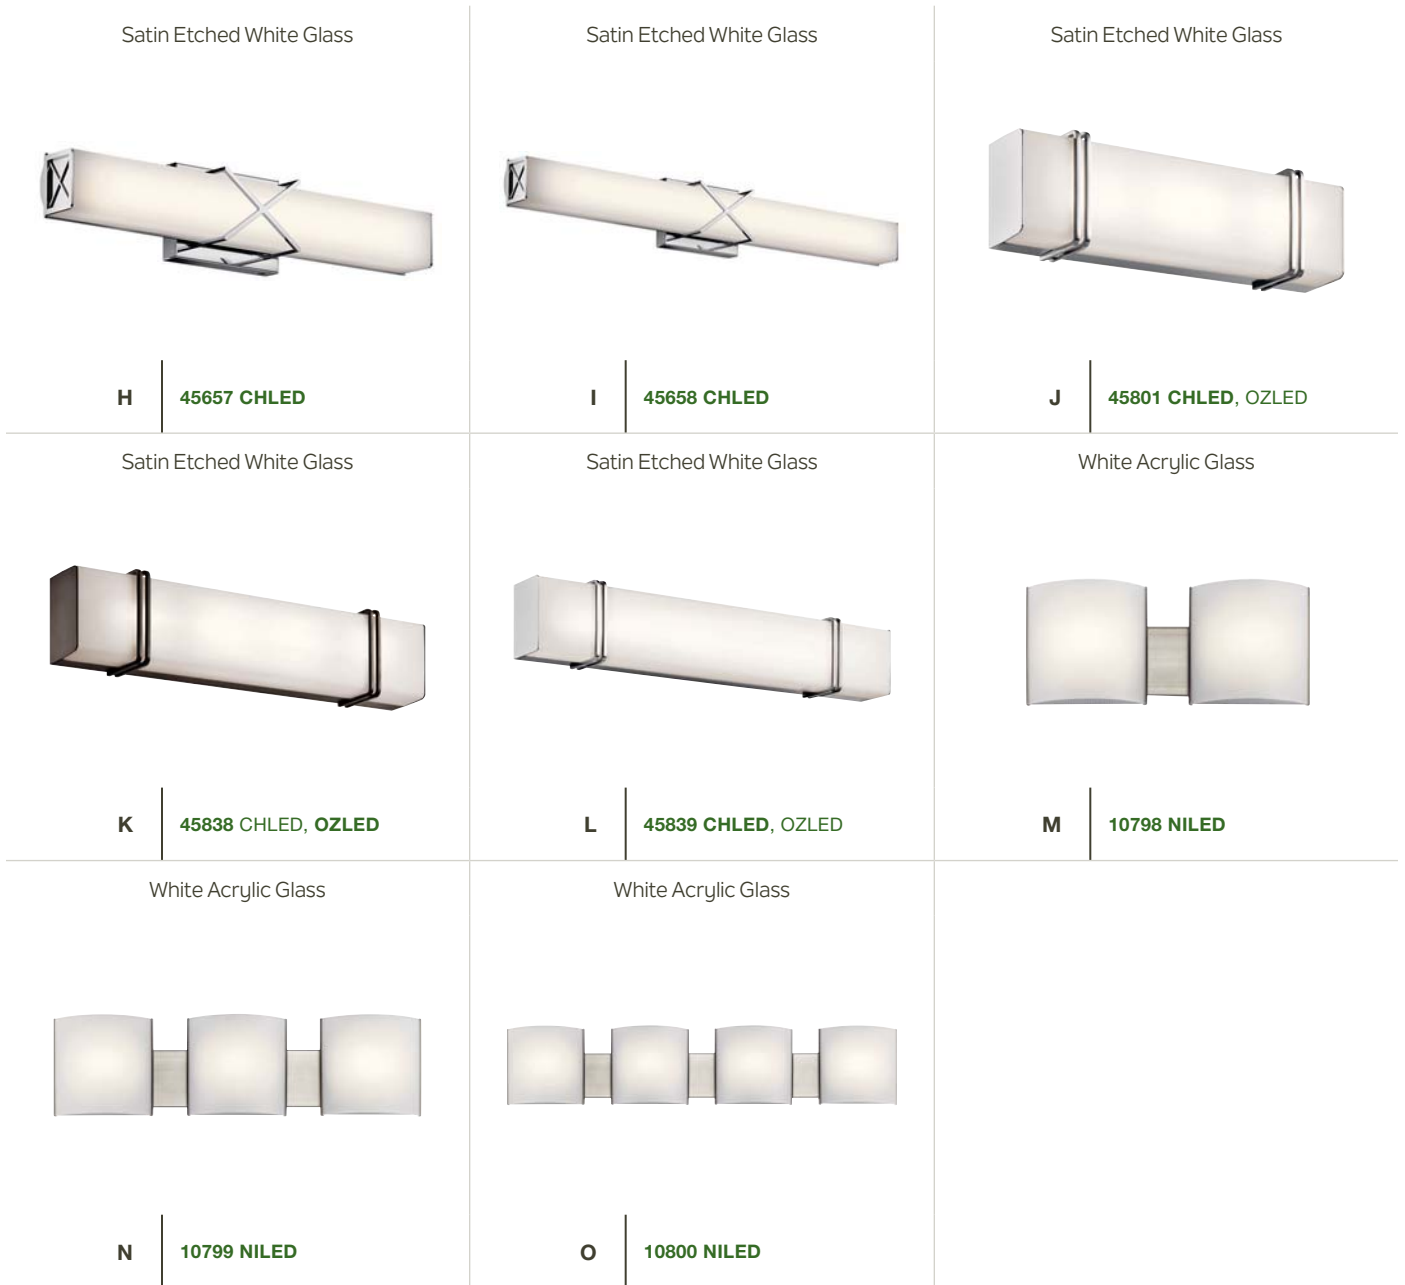 Satin Etched White Glass
Satin Etched White Glass
Satin Etched White Glass
H 45657 CHLED
I 45658 CHLED
J 45801 CHLED, OZLED
Satin Etched White Glass
Satin Etched White Glass
White Acrylic Glass
K 45838 CHLED, OZLED
L 45839 CHLED, OZLED
M 10798 NILED
White Acrylic Glass
White Acrylic Glass
N 10799 NILED
O 10800 NILED